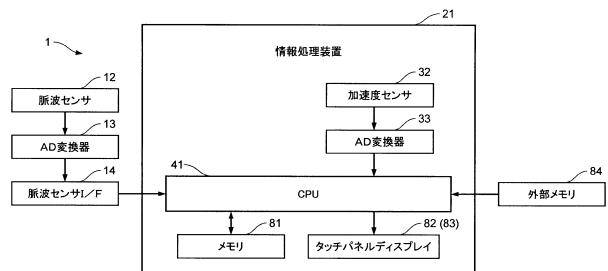 21
1
情報処理装置
12
脈波センサ
32
加速度センサ
13
AD変換器
33
AD変換器
14
脈波センサI/F
41
CPU
84
外部メモリ
81
メモリ
82 (83)
タッチパネルディスプレイ